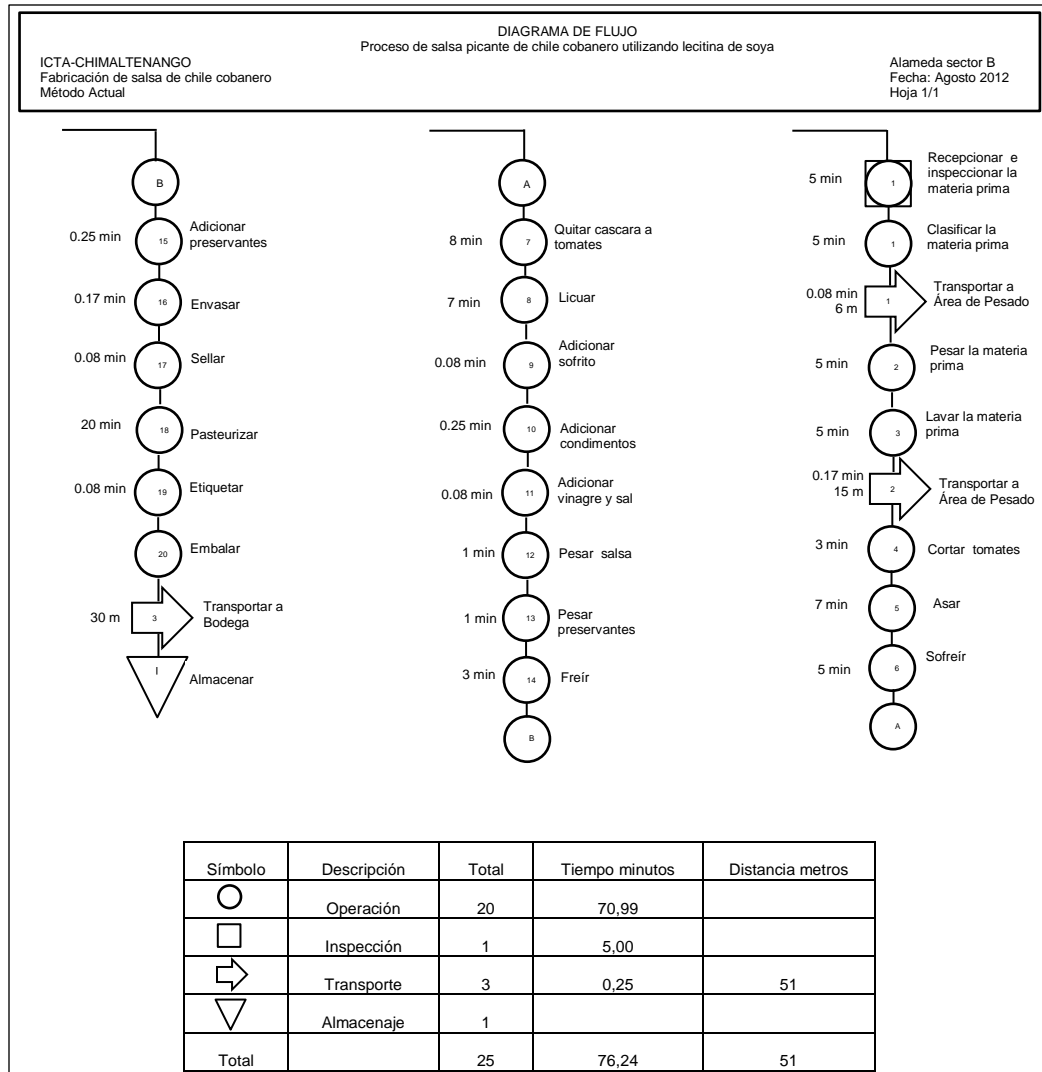 DIAGRAMA DE FLUJO
Proceso de salsa picante de chile cobanero utilizando lecitina de soya
ICTA-CHIMALTENANGO
Fabricación de salsa de chile cobanero
Método Actual
Alameda sector B
Fecha: Agosto 2012
Hoja 1/1
B
0.25 min
15
Adicionar
preservantes
0.17 min
16
Envasar
0.08 min
17
Sellar
20 min
18
Pasteurizar
0.08 min
19
Etiquetar
20
Embalar
30 m
3
Transportar a
Bodega
I
Almacenar
A
8 min
7
Quitar cascara a
tomates
7 min
8
Licuar
0.08 min
9
Adicionar
sofrito
0.25 min
10
Adicionar
condimentos
0.08 min
11
Adicionar
vinagre y sal
1 min
12
Pesar salsa
1 min
13
Pesar
preservantes
3 min
14
Freír
B
5 min
1
Recepcionar e
inspeccionar la
materia prima
5 min
1
Clasificar la
materia prima
0.08 min
6 m
1
Transportar a
Área de Pesado
5 min
2
Pesar la materia
prima
5 min
3
Lavar la materia
prima
0.17 min
15 m
2
Transportar a
Área de Pesado
3 min
4
Cortar tomates
7 min
5
Asar
5 min
6
Sofreír
A
Símbolo Descripción Total Tiempo minutos Distancia metros
Operación 20 70,99
Inspección 1 5,00
Transporte 3 0,25 51
Almacenaje 1
Total 25 76,24 51